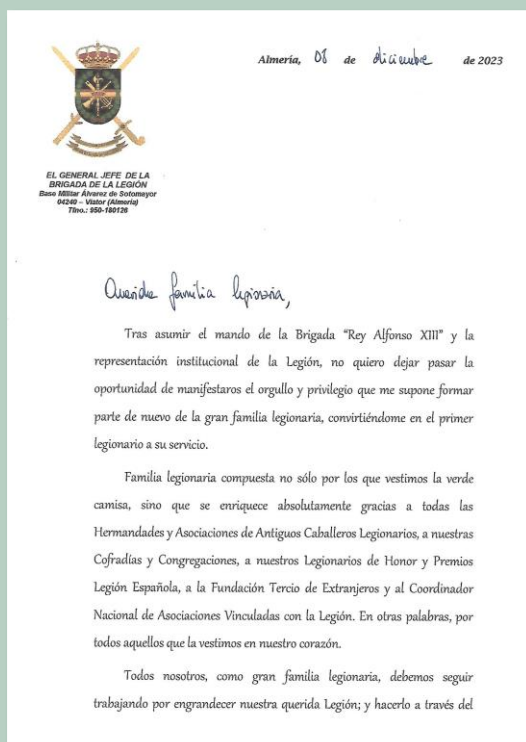 Almería, 08 de diciembre de 2023
EL GENERAL JEFE DE LA
BRIGADA DE LA LEGIÓN
Base Militar Álvarez de Sotomayor
04240 – Viator (Almería)
Tfno.: 950-180126
Querida familia legionaria,
Tras asumir el mando de la Brigada “Rey Alfonso XIII” y la
representación institucional de la Legión, no quiero dejar pasar la
oportunidad de manifestaros el orgullo y privilegio que me supone formar
parte de nuevo de la gran familia legionaria, convirtiéndome en el primer
legionario a su servicio.
Familia legionaria compuesta no sólo por los que vestimos la verde
camisa, sino que se enriquece absolutamente gracias a todas las
Hermandades y Asociaciones de Antiguos Caballeros Legionarios, a nuestras
Cofradías y Congregaciones, a nuestros Legionarios de Honor y Premios
Legión Española, a la Fundación Tercio de Extranjeros y al Coordinador
Nacional de Asociaciones Vinculadas con la Legión. En otras palabras, por
todos aquellos que la vestimos en nuestro corazón.
Todos nosotros, como gran familia legionaria, debemos seguir
trabajando por engrandecer nuestra querida Legión; y hacerlo a través del